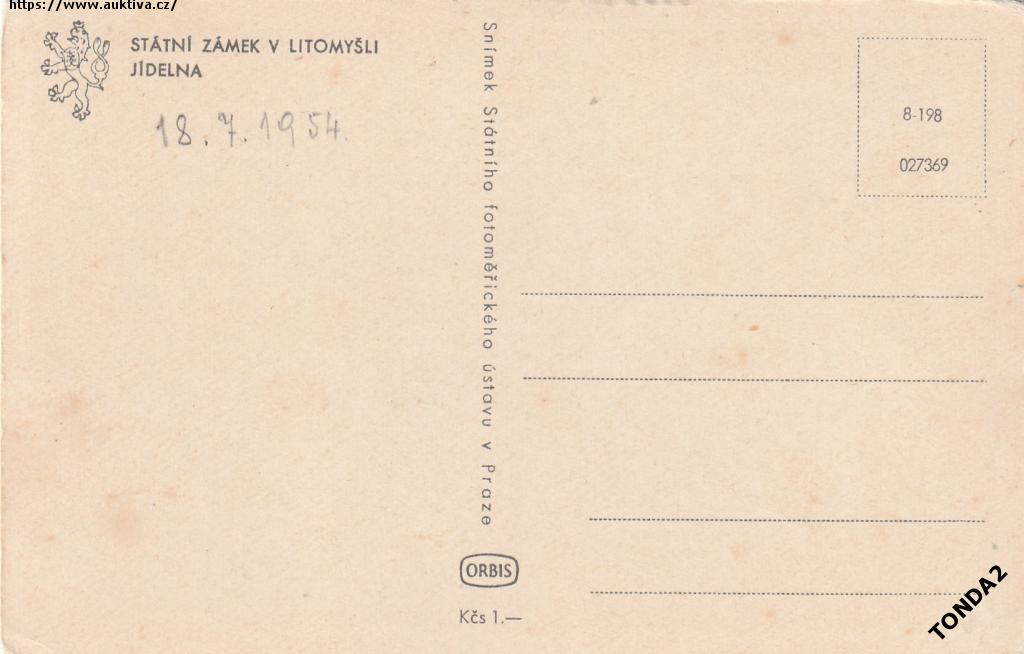 https://www.auktiva.cz/
STÁTNÍ ZÁMEK V LITOMYŠLI
JÍDELNA
18. 7. 1954.
Snímek Státního fotoměřického ústavu v Praze
ORBIS
Kčs 1.—
8-198
027369
TONDA2